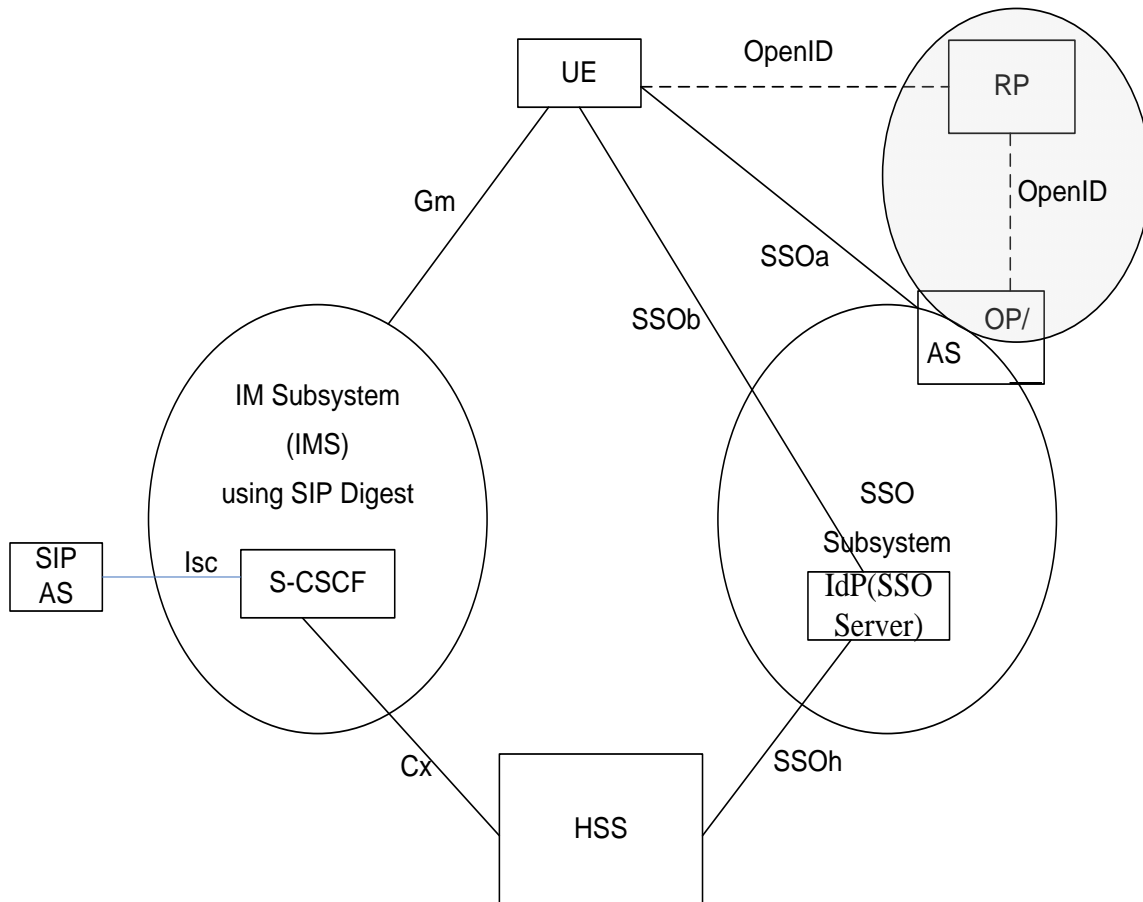 OpenID
UE
RP
OpenID
Gm
SSOa
SSOb
OP/
AS
IM Subsystem
(IMS)
using SIP Digest
SSO
Subsystem
SIP
AS
Isc
S-CSCF
IdP(SSO
Server)
Cx
SSOh
HSS